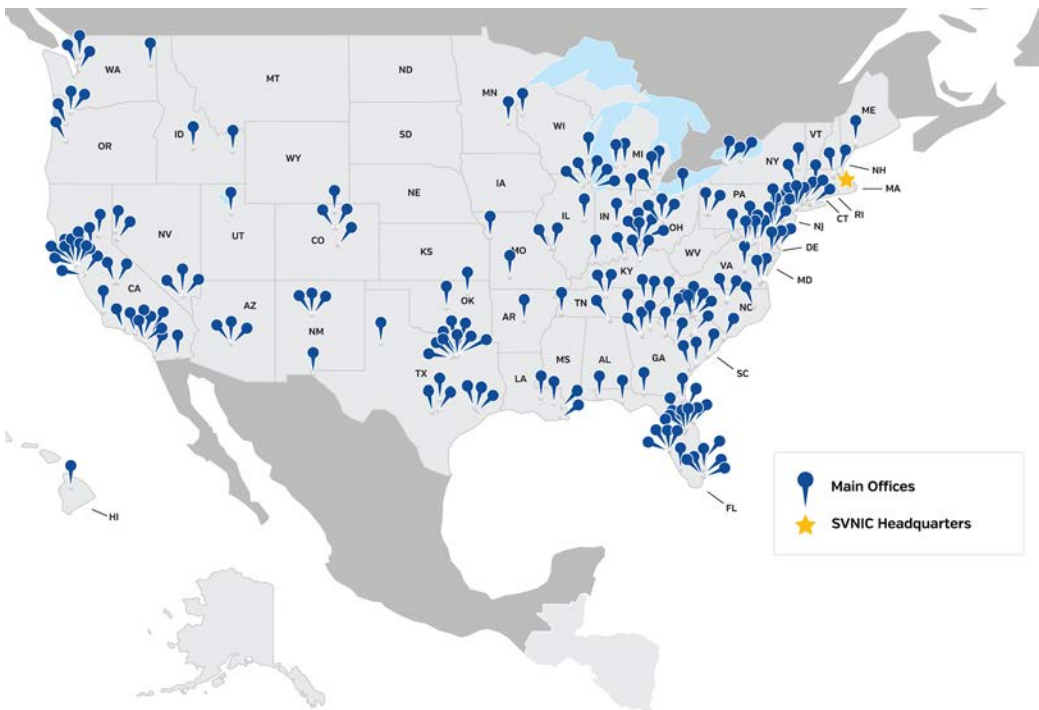 WA
MT
ND
MN
ME
VT
OR
ID
SD
WI
MI
NY
NH
WY
MA
IA
PA
RI
NE
CT
NV
UT
IL
IN
OH
NJ
CO
KS
MO
WV
DE
CA
KY
VA
MD
AZ
OK
TN
NC
NM
AR
MS
AL
GA
SC
TX
LA
FL
HI
Main Offices
SVNIC Headquarters